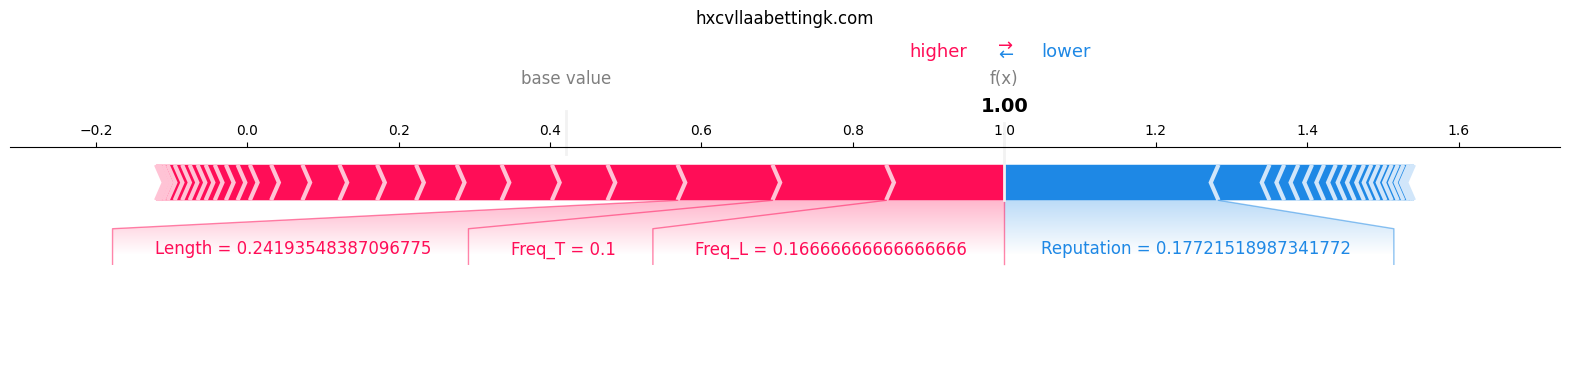 hxcvllaabettingk.com
higher ⇄ lower
base value
f(x)
1.00
−0.2 0.0 0.2 0.4 0.6 0.8 1.0 1.2 1.4 1.6
Length = 0.24193548387096775
Freq_T = 0.1
Freq_L = 0.16666666666666666
Reputation = 0.17721518987341772